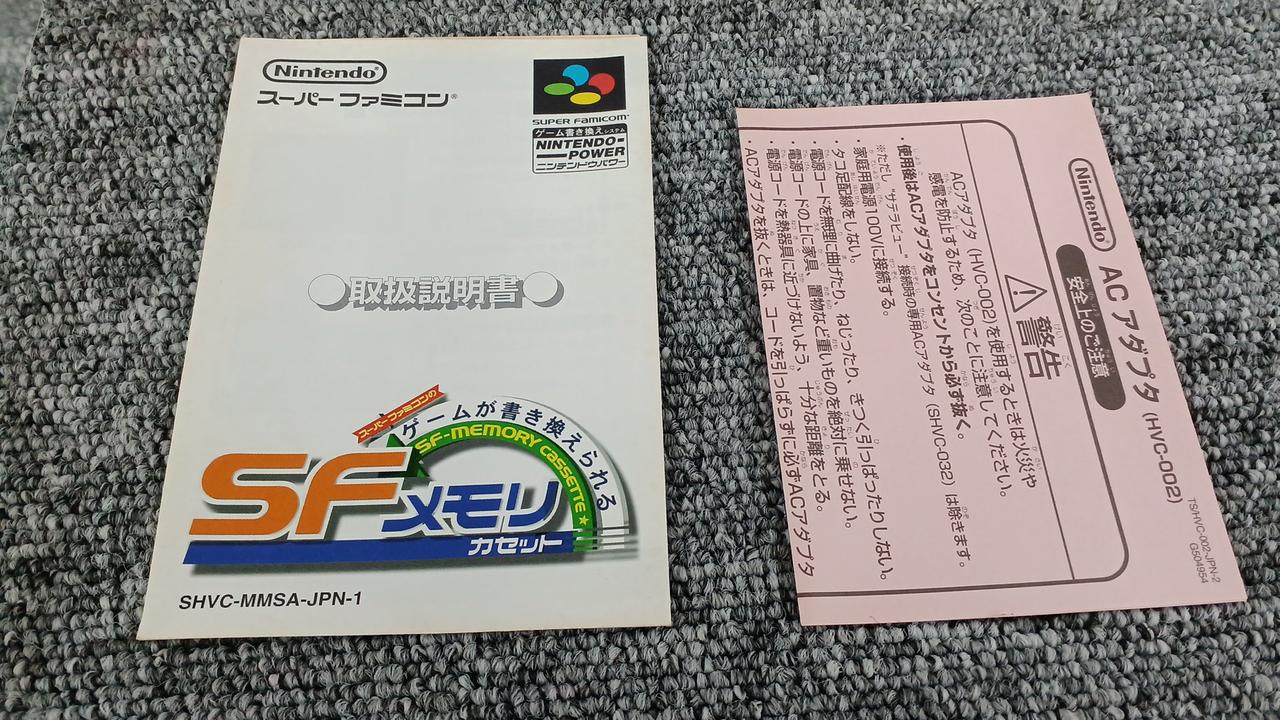 Nintendo
スーパーファミコン®
SUPER FAMICOM™
ゲーム書き換えシステム
NINTENDO
POWER
ニンテンドウパワー
○取扱説明書○
スーパーファミコンの
ゲームが書き換えられる
SF-MEMORY CASSETTE★
SFメモリ
カセット
SHVC-MMSA-JPN-1
Nintendo ACアダプタ (HVC-002)
TSHVC-002-JPN-2
G504954
安全上のご注意
⚠警告
ACアダプタ (HVC-002) を使用するときは火災や
感電を防止するため、次のことに注意してください。
・使用後はACアダプタをコンセントから必ず抜く。
※ただし“サテラビュー”接続時の専用ACアダプタ (SHVC-032) は除きます。
・家庭用電源100Vに接続する。
・タコ足配線をしない。
・電源コードを無理に曲げたり、ねじったり、きつく引っぱったりしない。
・電源コードの上に家具、置物など重いものを絶対に乗せない。
・電源コードを熱器具に近づけないよう、十分な距離をとる。
・ACアダプタを抜くときは、コードを引っぱらずに必ずACアダプタ